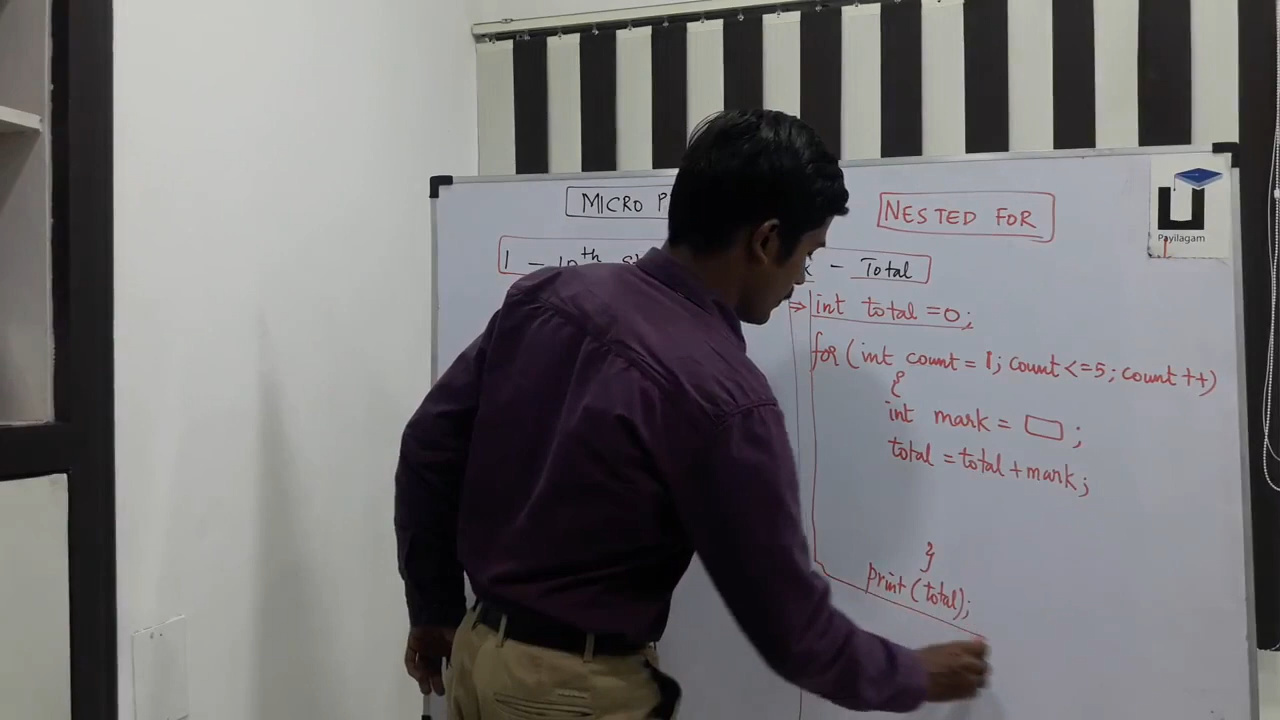 MICRO
NESTED FOR
Payilagam
1 - 10th - Total
int total = 0;
for (int count = 1; count <= 5; count ++)
{
int mark = ;
total = total + mark;
}
print (total);